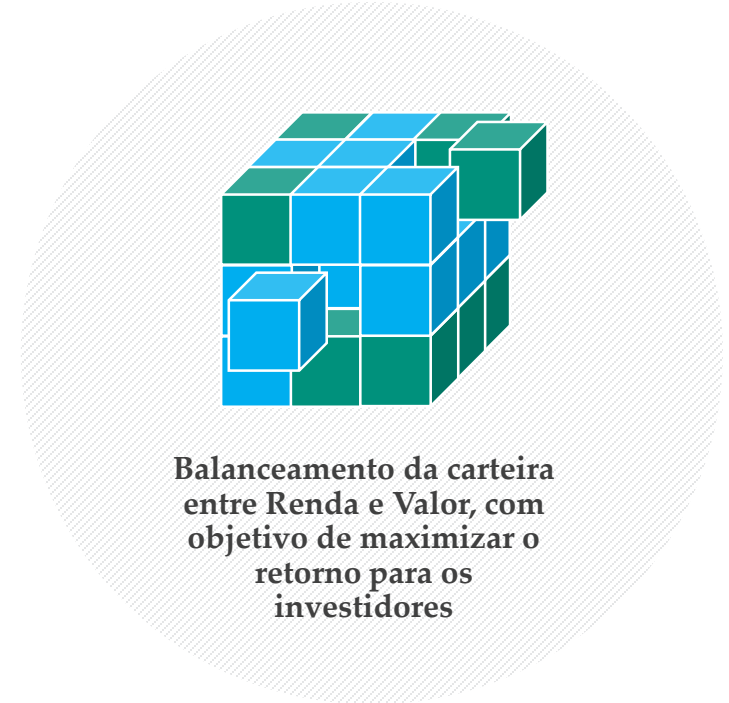 Balanceamento da carteira
entre Renda e Valor, com
objetivo de maximizar o
retorno para os
investidores